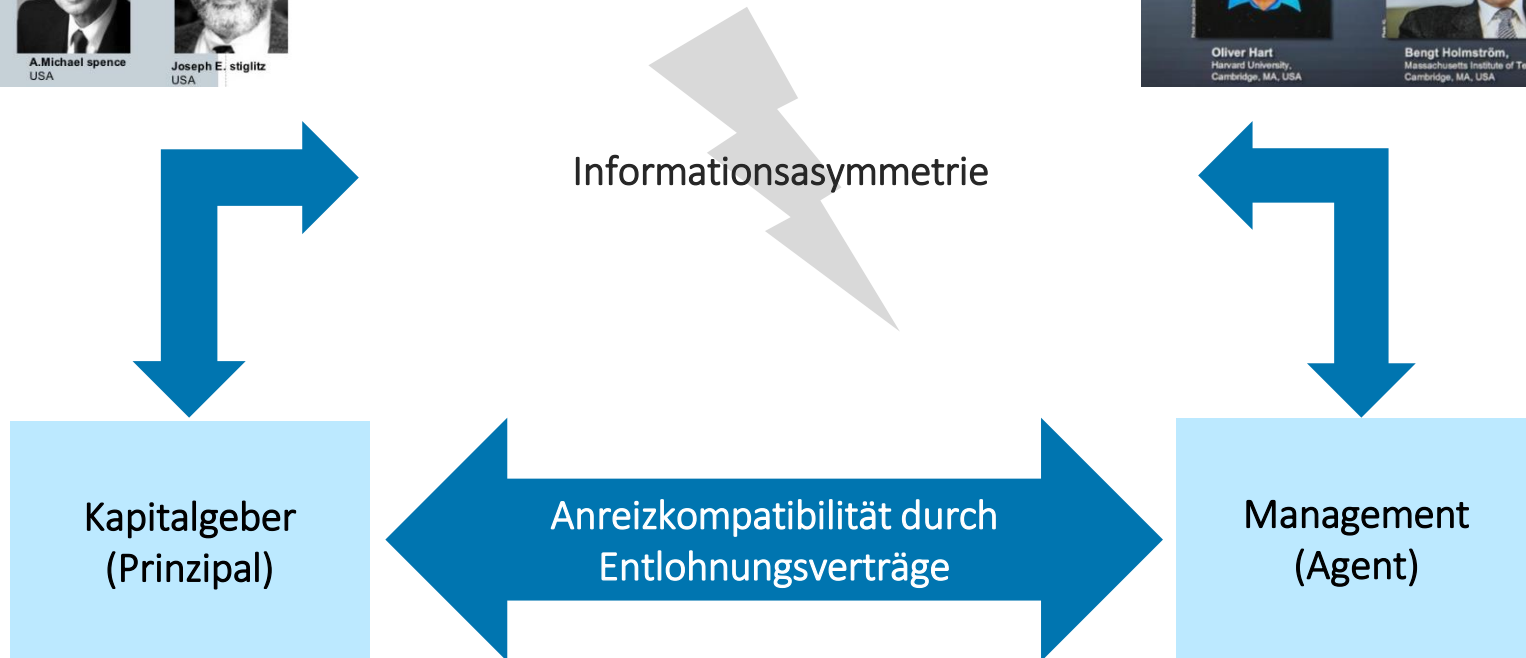 A.Michael spence
USA
Joseph E. stiglitz
USA
Oliver Hart
Harvard University,
Cambridge, MA, USA
Bengt Holmström,
Massachusetts Institute of Te
Cambridge, MA, USA
Informationsasymmetrie
Kapitalgeber
(Prinzipal)
Anreizkompatibilität durch
Entlohnungsverträge
Management
(Agent)